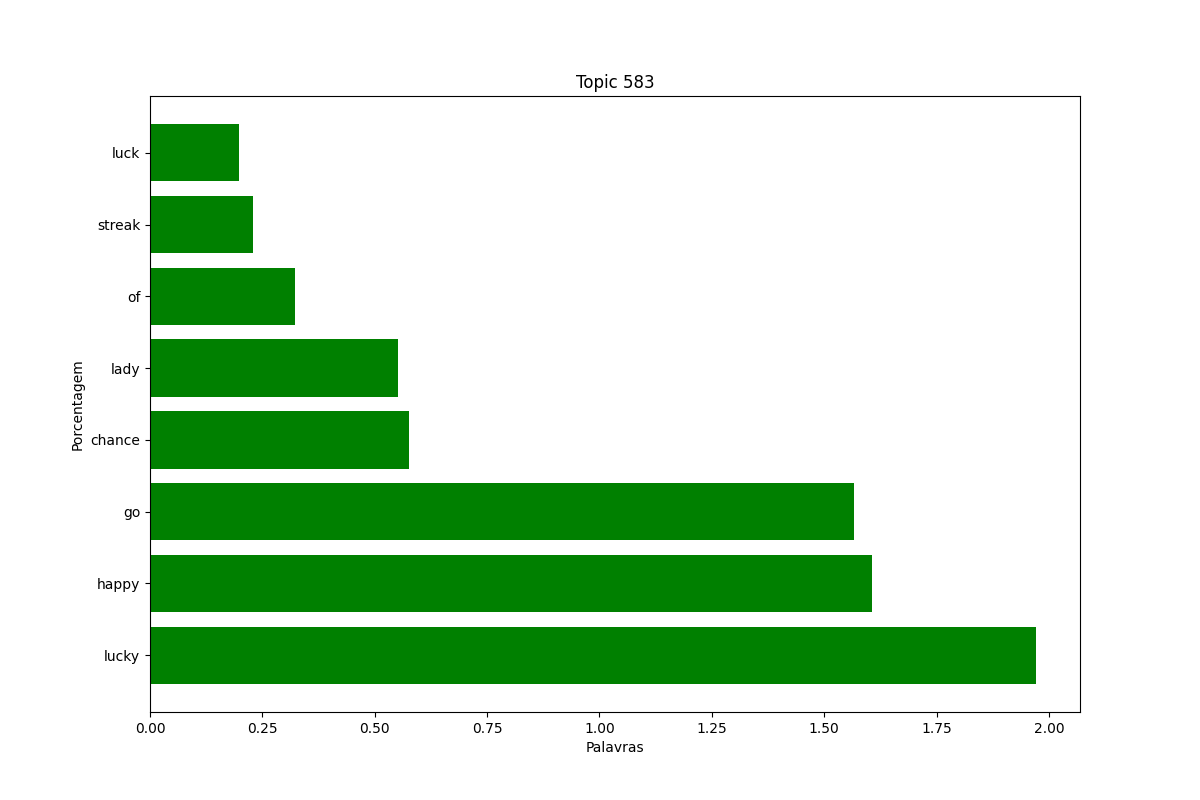 Topic 583
luck
streak
of
lady
chance
go
happy
lucky
Porcentagem
0.00 0.25 0.50 0.75 1.00 1.25 1.50 1.75 2.00
Palavras